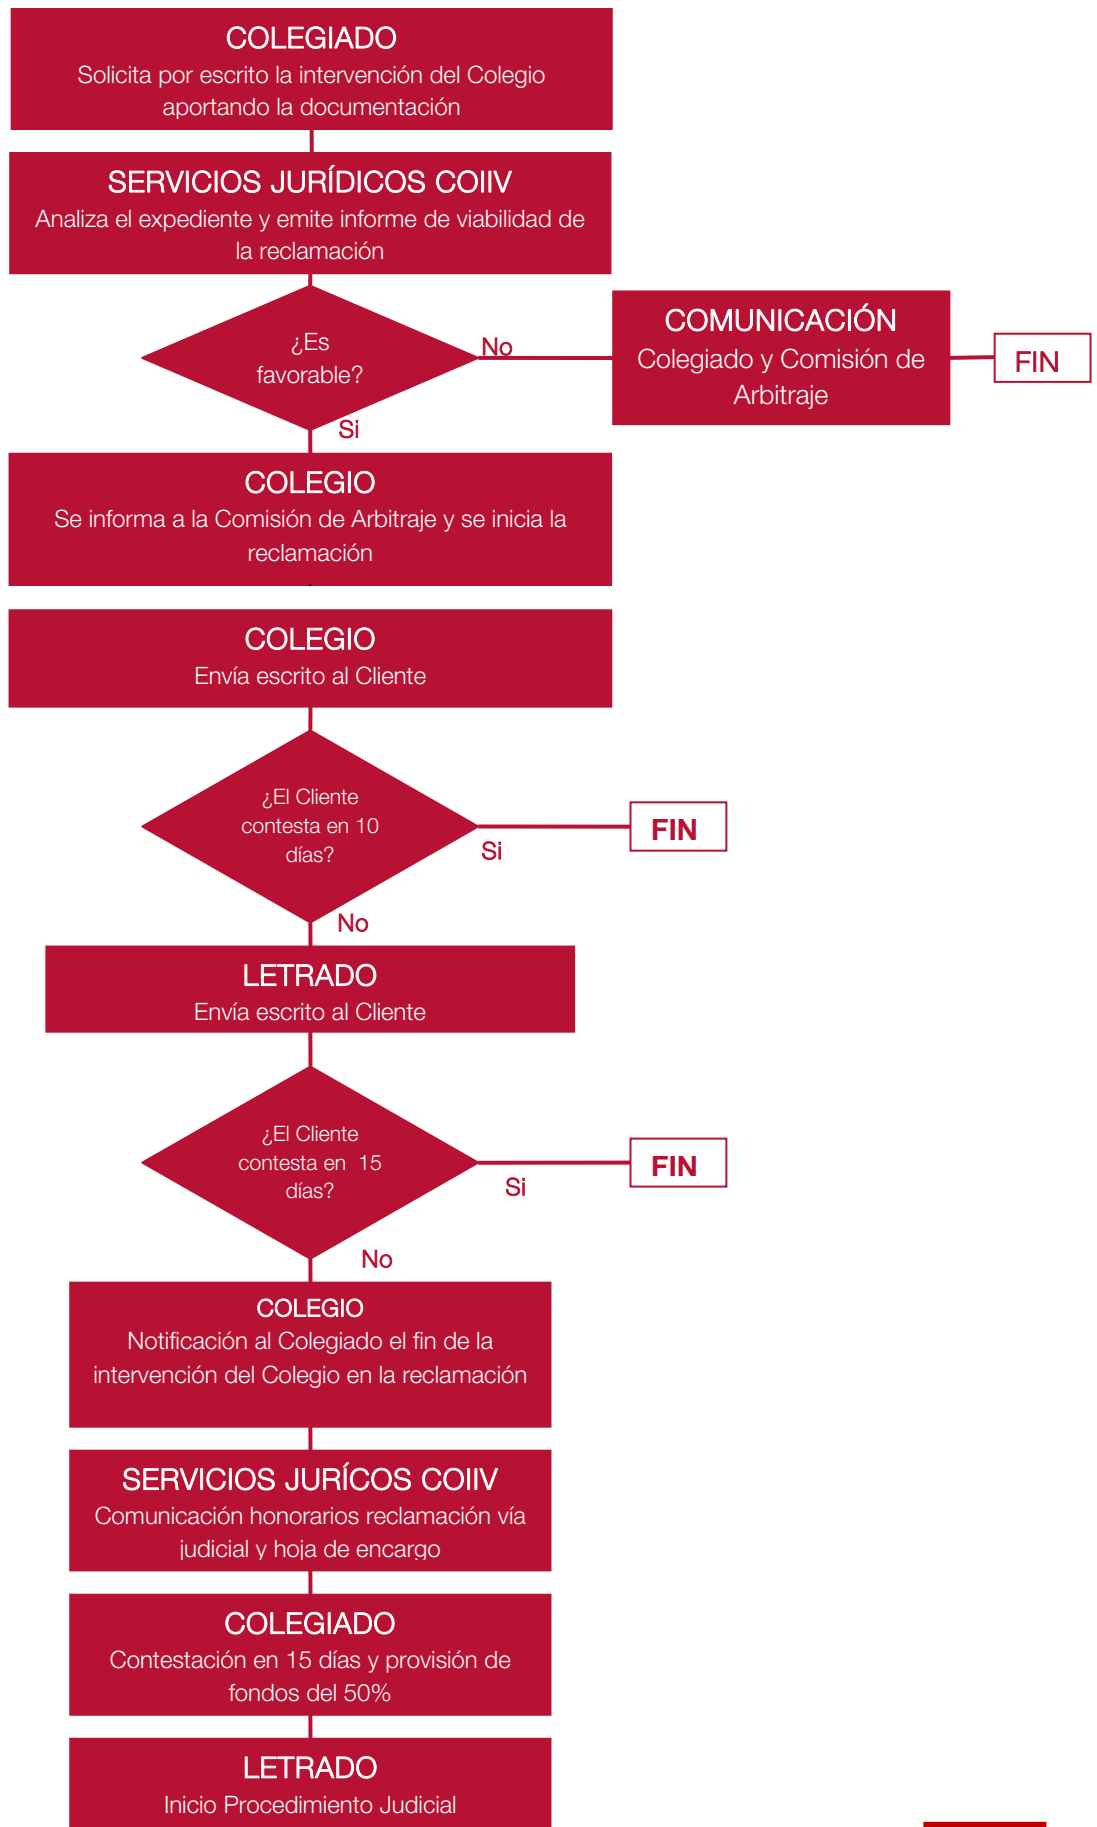 COLEGIADO
Solicita por escrito la intervención del Colegio
aportando la documentación
SERVICIOS JURÍDICOS COIIV
Analiza el expediente y emite informe de viabilidad de
la reclamación
¿Es
favorable?
No
COMUNICACIÓN
Colegiado y Comisión de
Arbitraje
FIN
Si
COLEGIO
Se informa a la Comisión de Arbitraje y se inicia la
reclamación
COLEGIO
Envía escrito al Cliente
¿El Cliente
contesta en 10
días?
Si
FIN
No
LETRADO
Envía escrito al Cliente
¿El Cliente
contesta en 15
días?
Si
FIN
No
COLEGIO
Notificación al Colegiado el fin de la
intervención del Colegio en la reclamación
SERVICIOS JURÍCOS COIIV
Comunicación honorarios reclamación vía
judicial y hoja de encargo
COLEGIADO
Contestación en 15 días y provisión de
fondos del 50%
LETRADO
Inicio Procedimiento Judicial